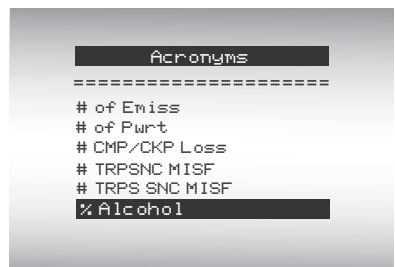 Acronyms
=====================
# of Emiss
# of Pwrt
# CMP/CKP Loss
# TRPSNC MISF
# TRPS SNC MISF
% Alcohol